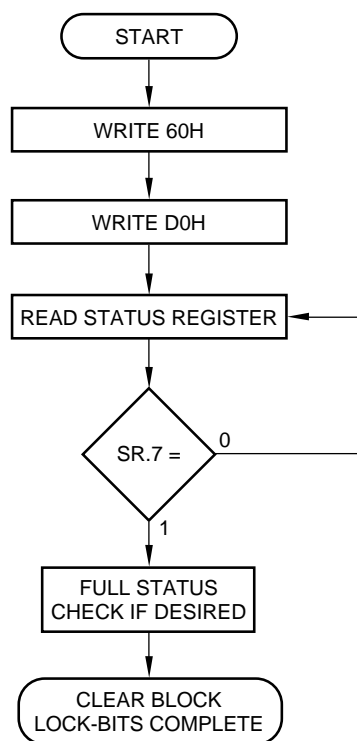 START
WRITE 60H
WRITE D0H
READ STATUS REGISTER
SR.7 =
0
1
FULL STATUS
CHECK IF DESIRED
CLEAR BLOCK
LOCK-BITS COMPLETE